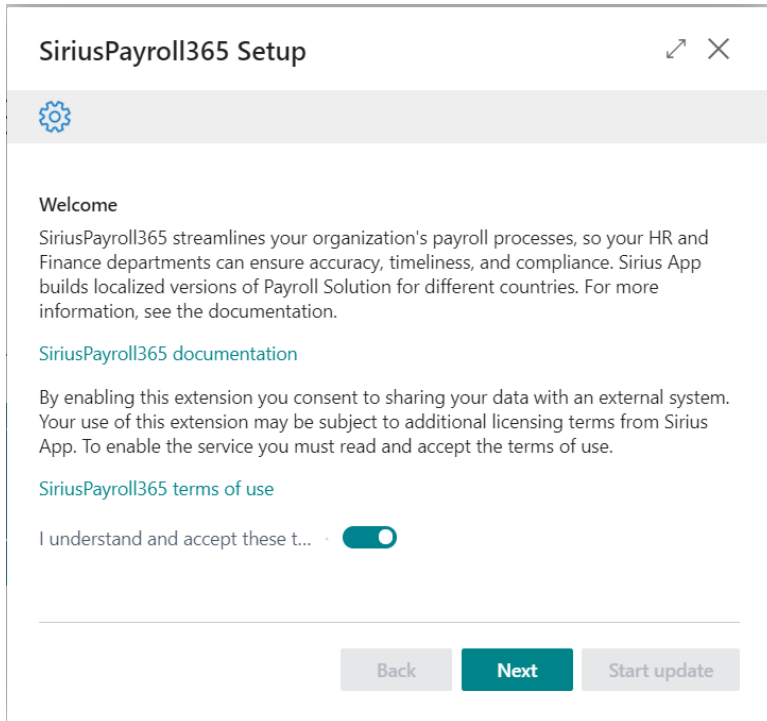 SiriusPayroll365 Setup
Welcome
SiriusPayroll365 streamlines your organization's payroll processes, so your HR and
Finance departments can ensure accuracy, timeliness, and compliance. Sirius App
builds localized versions of Payroll Solution for different countries. For more
information, see the documentation.
SiriusPayroll365 documentation
By enabling this extension you consent to sharing your data with an external system.
Your use of this extension may be subject to additional licensing terms from Sirius
App. To enable the service you must read and accept the terms of use.
SiriusPayroll365 terms of use
I understand and accept these t...
Back Next Start update